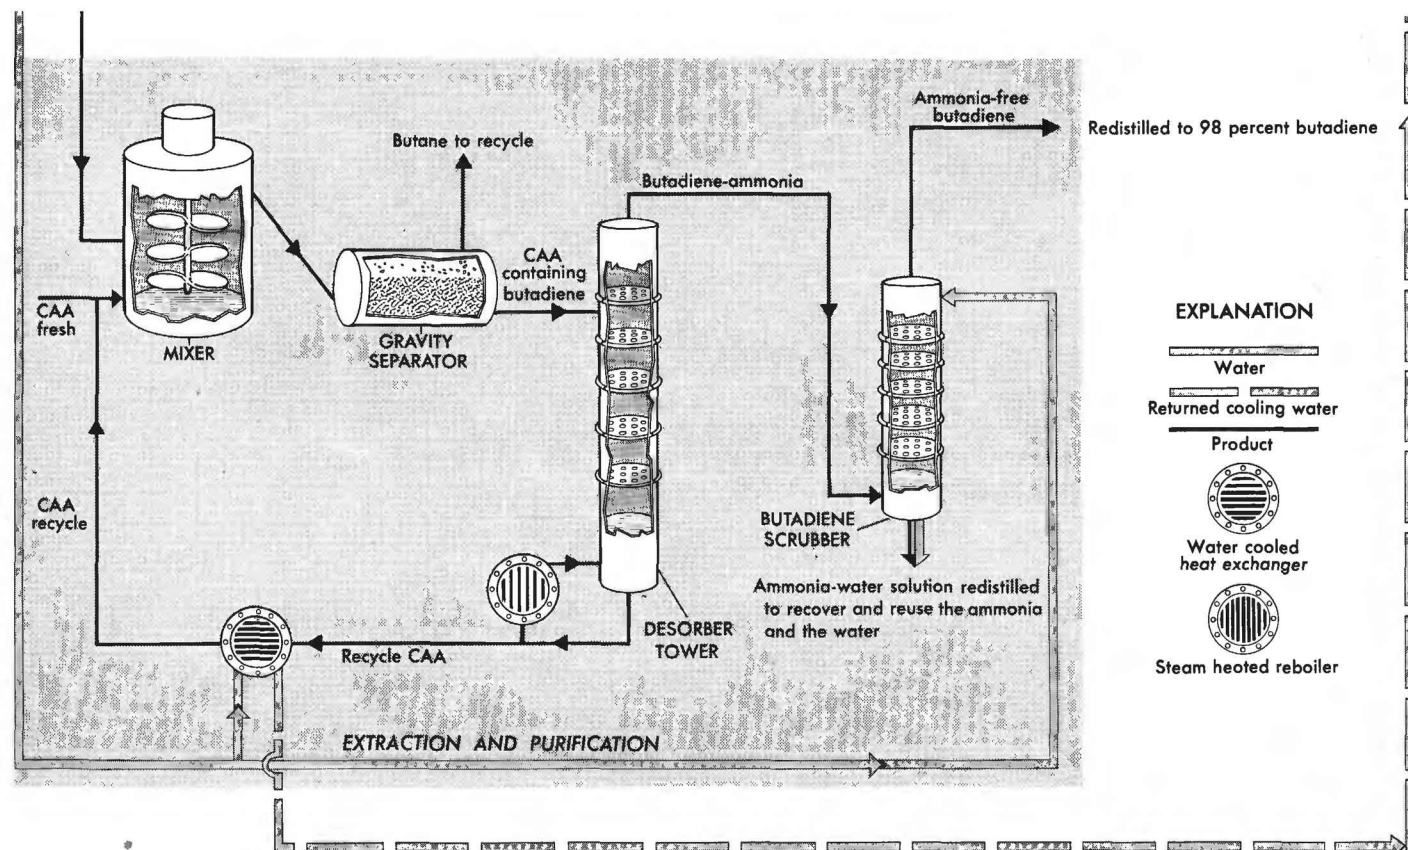 Ammonia-free
butadiene
Redistilled to 98 percent butadiene
Butane to recycle
Butadiene-ammonia
CAA
containing
butadiene
CAA
fresh
MIXER
GRAVITY
SEPARATOR
EXPLANATION
Water
Returned cooling water
Product
CAA
recycle
BUTADIENE
SCRUBBER
Water cooled
heat exchanger
Ammonia-water solution redistilled
to recover and reuse the ammonia
and the water
DESORBER
TOWER
Recycle CAA
Steam heoted reboiler
EXTRACTION AND PURIFICATION